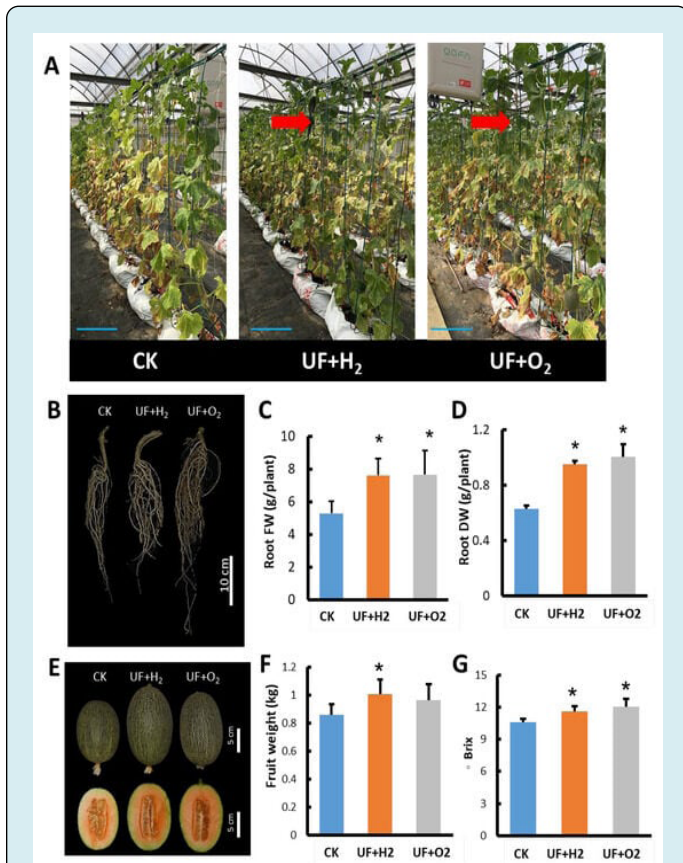 A
CK UF+H₂ UF+O₂
B
CK UF+H₂ UF+O₂
10 cm
C
Root FW (g/plant)
10
8
6
4
2
0
* *
CK UF+H2 UF+O2
D
Root DW (g/plant)
1.2
0.8
0.4
0
* *
CK UF+H2 UF+O2
E
CK UF+H₂ UF+O₂
5 cm
5 cm
F
Fruit weight (kg)
1.2
1
0.8
0.6
0.4
0.2
0
*
CK UF+H2 UF+O2
G
° Brix
15
12
9
6
3
0
* *
CK UF+H2 UF+O2